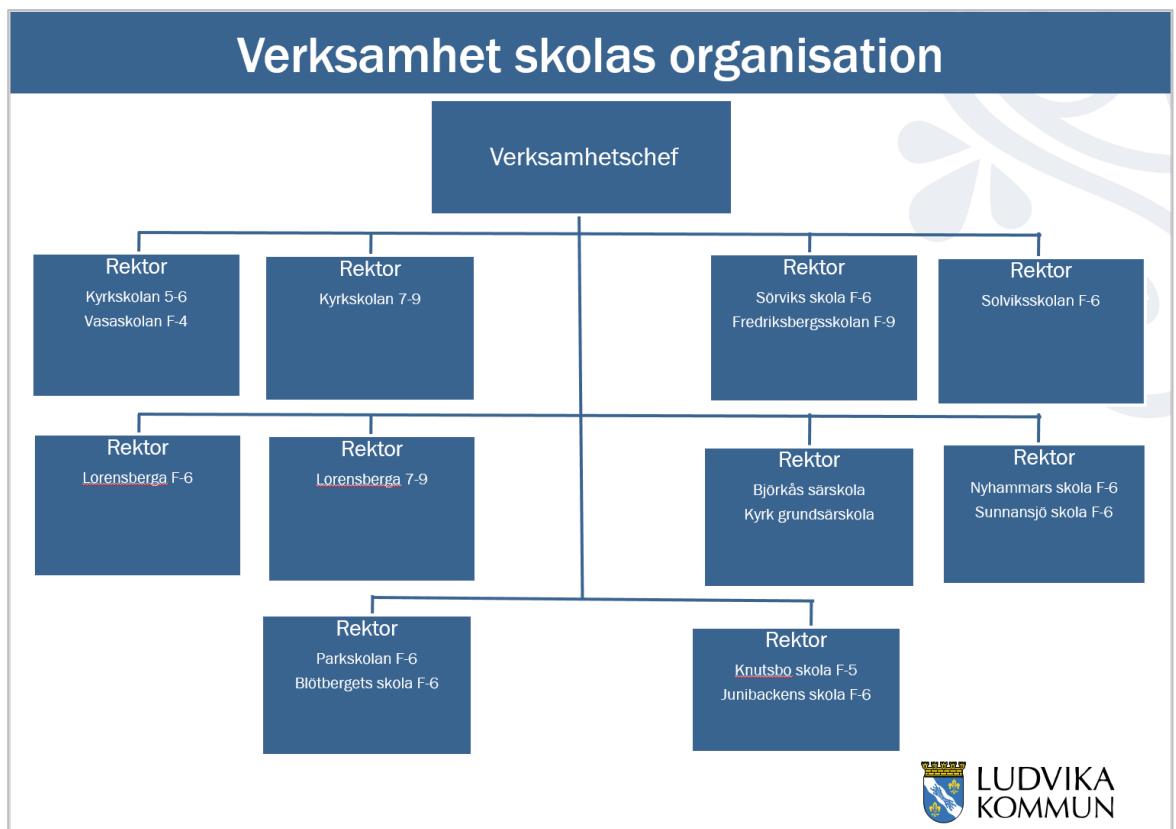 Verksamhet skolas organisation
Verksamhetschef
Rektor
Kyrkskolan 5-6
Vasaskolan F-4
Rektor
Kyrkskolan 7-9
Rektor
Sörviks skola F-6
Fredriksbergsskolan F-9
Rektor
Solviksskolan F-6
Rektor
Lorensberga F-6
Rektor
Lorensberga 7-9
Rektor
Björkås särskola
Kyrk grundsärskola
Rektor
Nyhammars skola F-6
Sunnansjö skola F-6
Rektor
Parkskolan F-6
Blötbergets skola F-6
Rektor
Knutsbo skola F-5
Junibackens skola F-6
LUDVIKA
KOMMUN